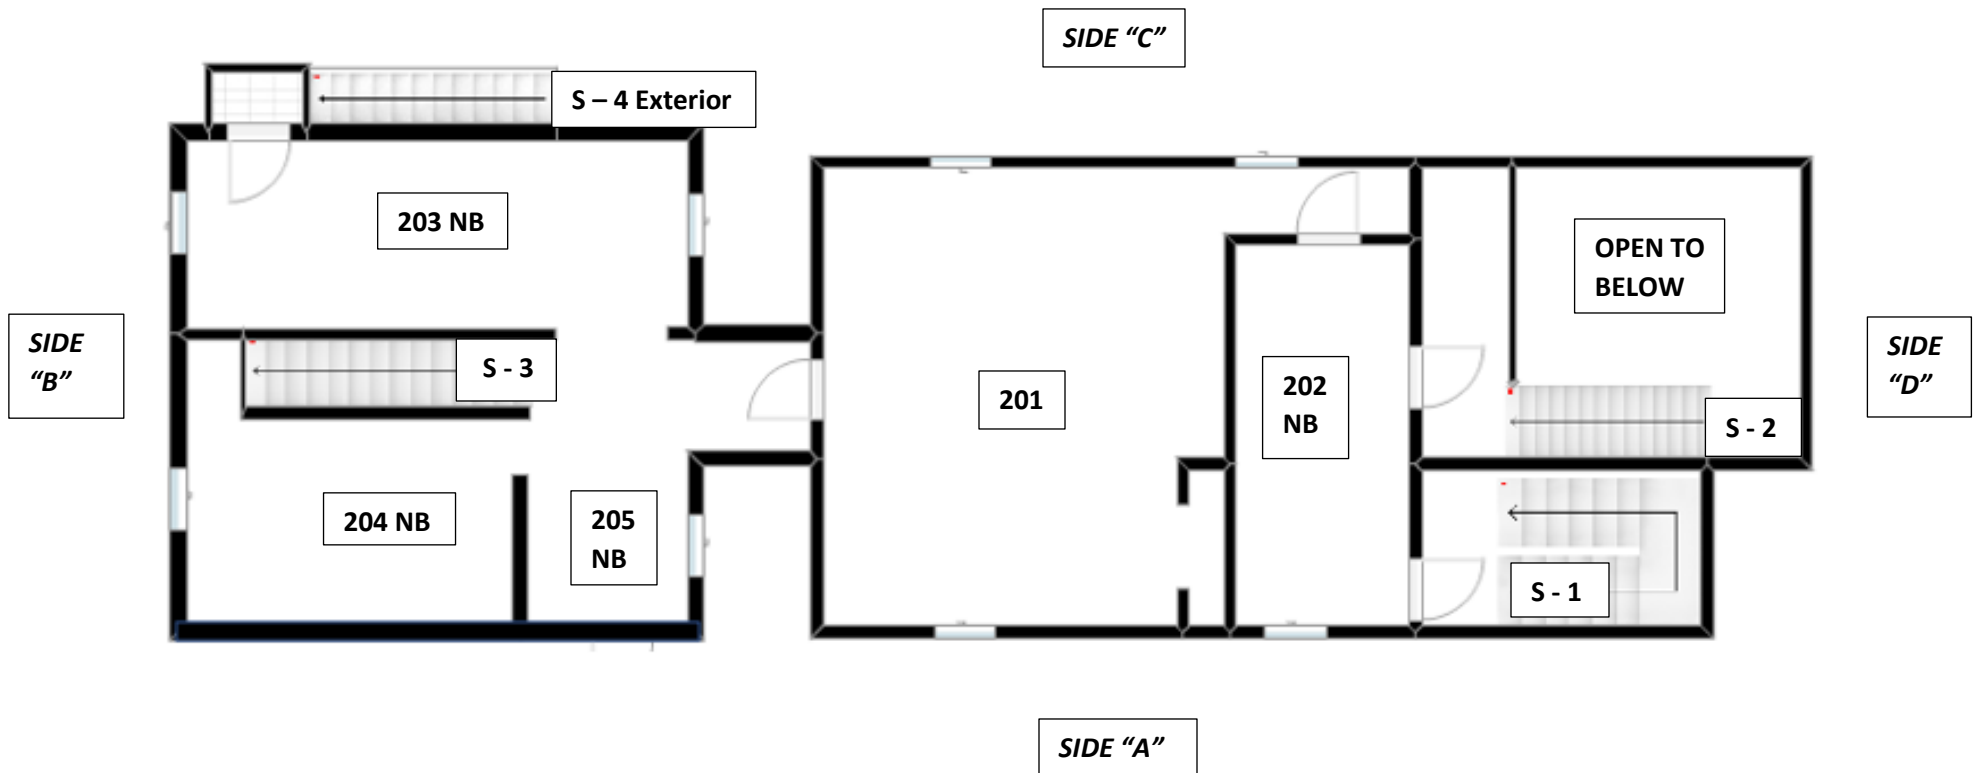 SIDE “C”
S – 4 Exterior
203 NB
OPEN TO
BELOW
SIDE
“B”
S - 3
201
202
NB
S - 2
SIDE
“D”
204 NB
205
NB
S - 1
SIDE “A”